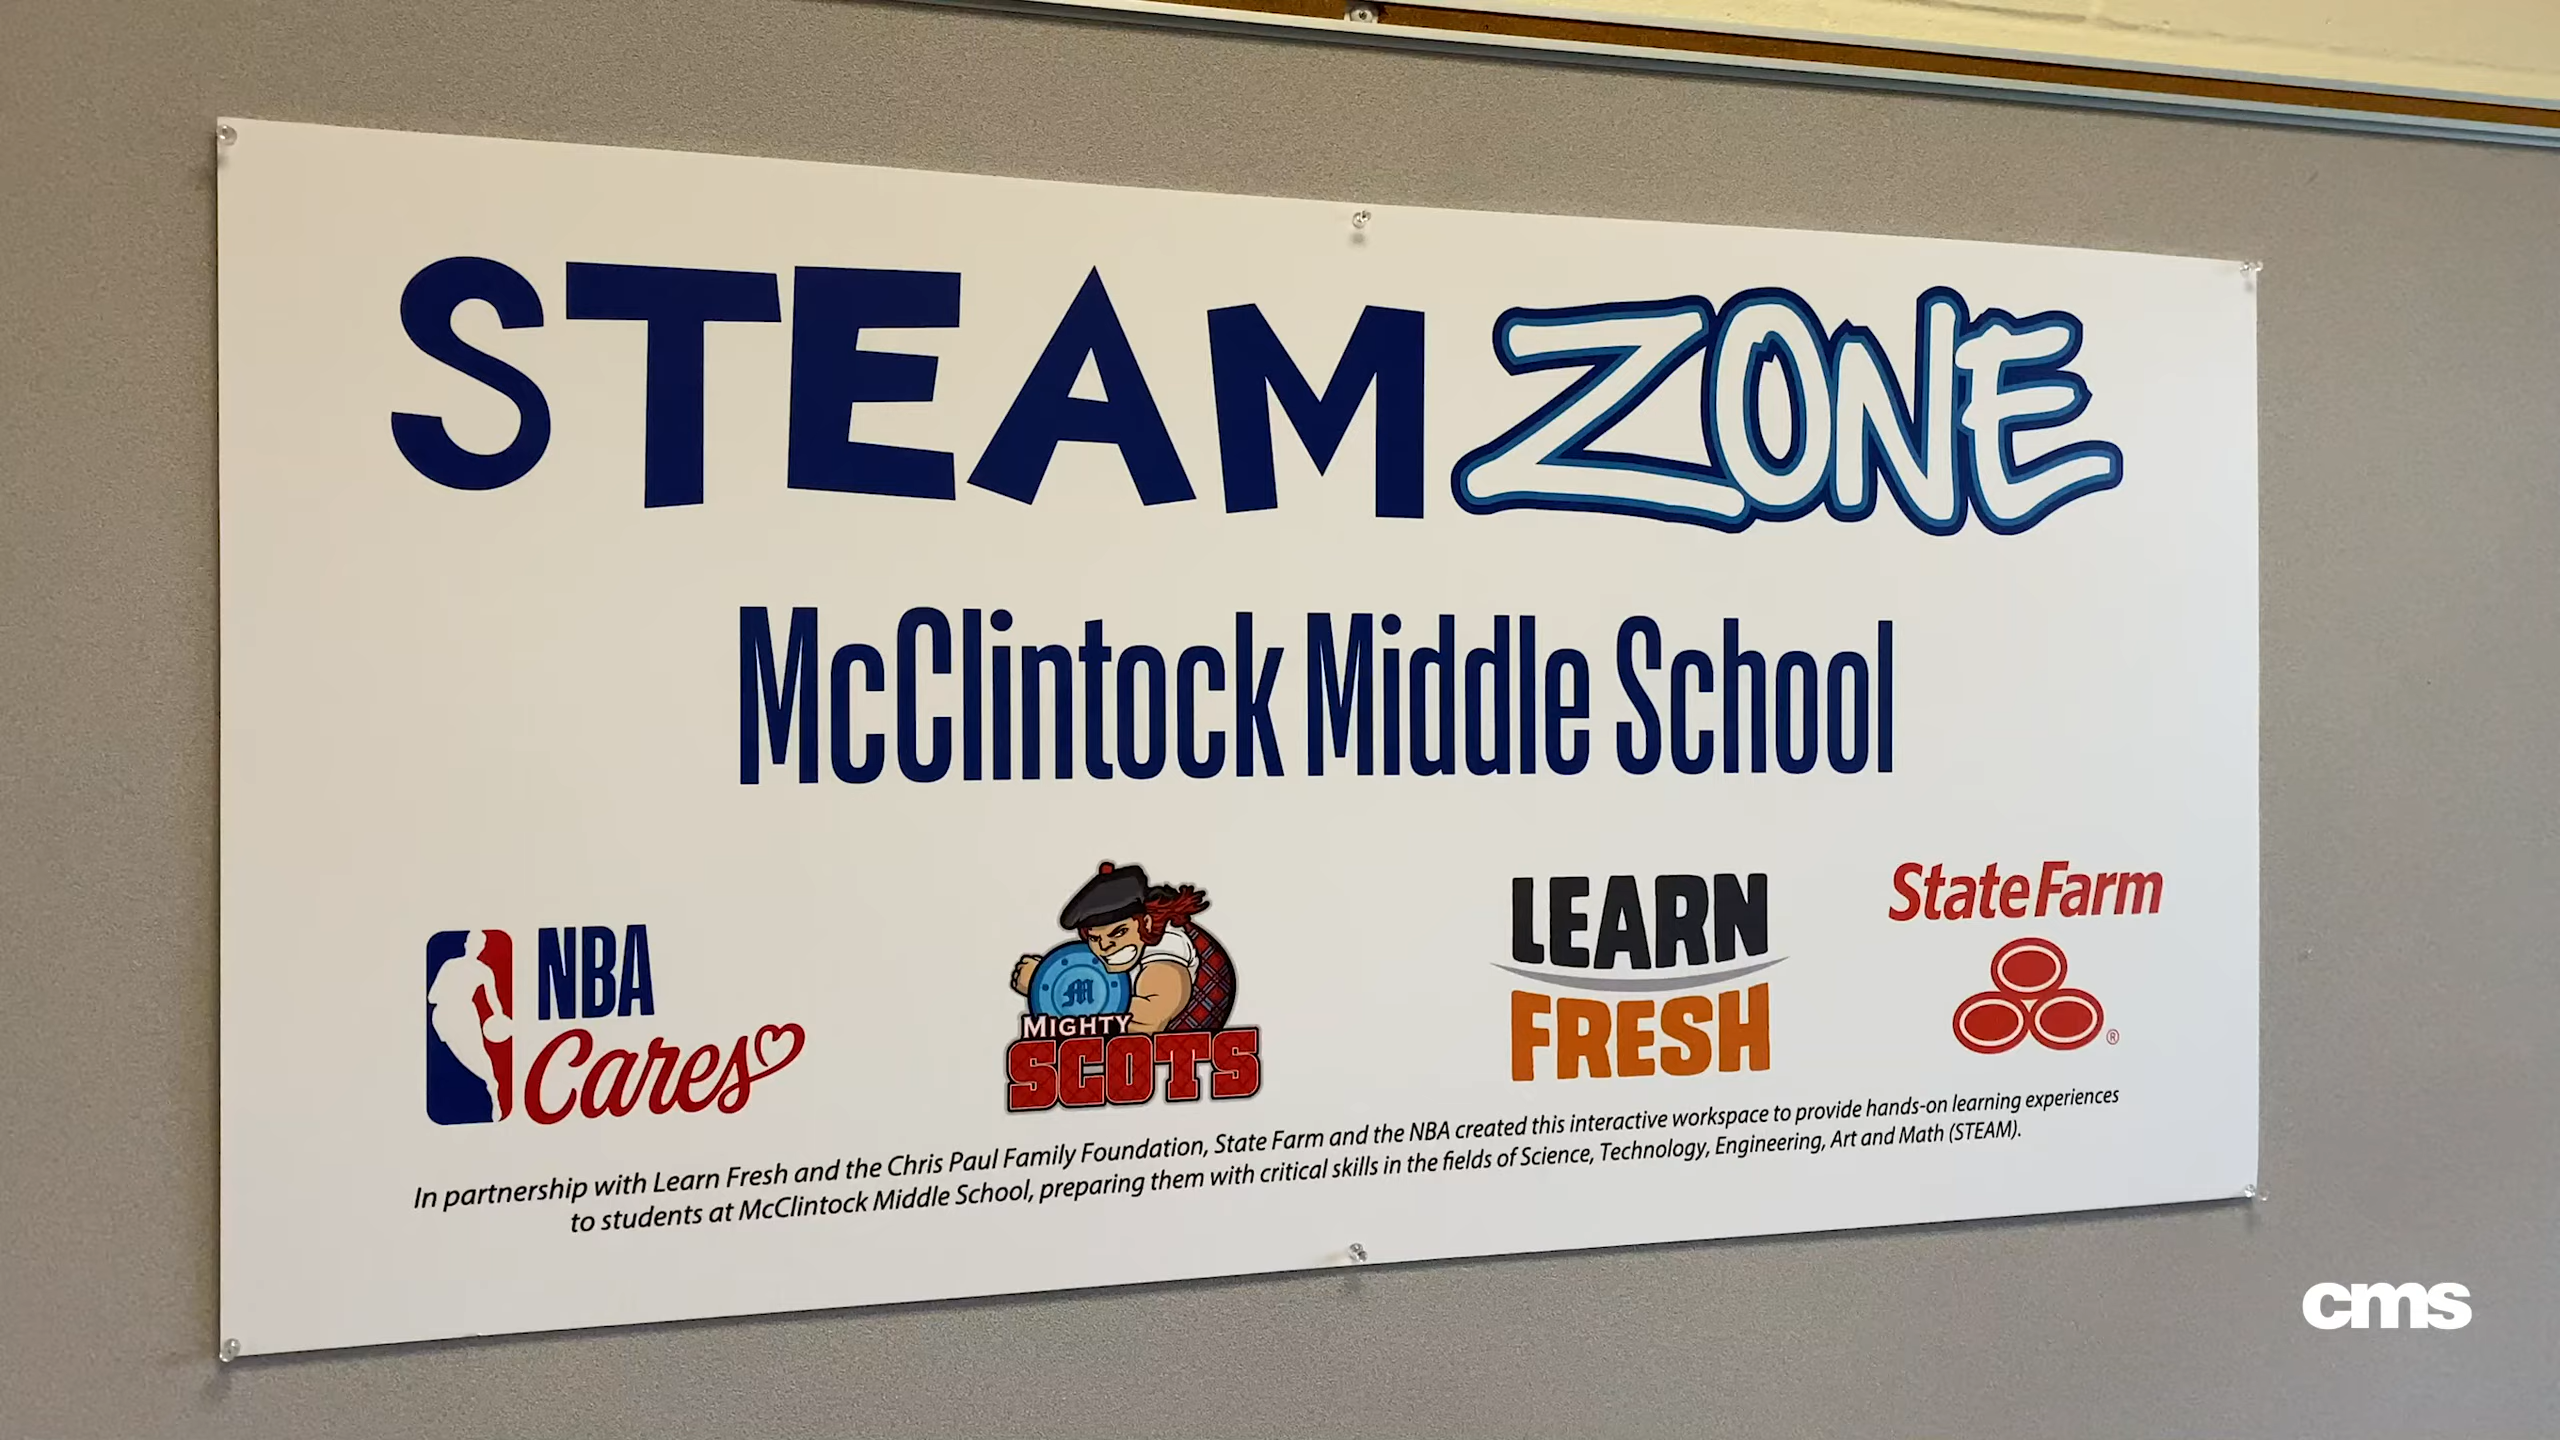 STEAM ZONE
McClintock Middle School
NBA
Cares
M
MIGHTY
SCOTS
LEARN
FRESH
State Farm
®
In partnership with Learn Fresh and the Chris Paul Family Foundation, State Farm and the NBA created this interactive workspace to provide hands-on learning experiences
to students at McClintock Middle School, preparing them with critical skills in the fields of Science, Technology, Engineering, Art and Math (STEAM).
cms